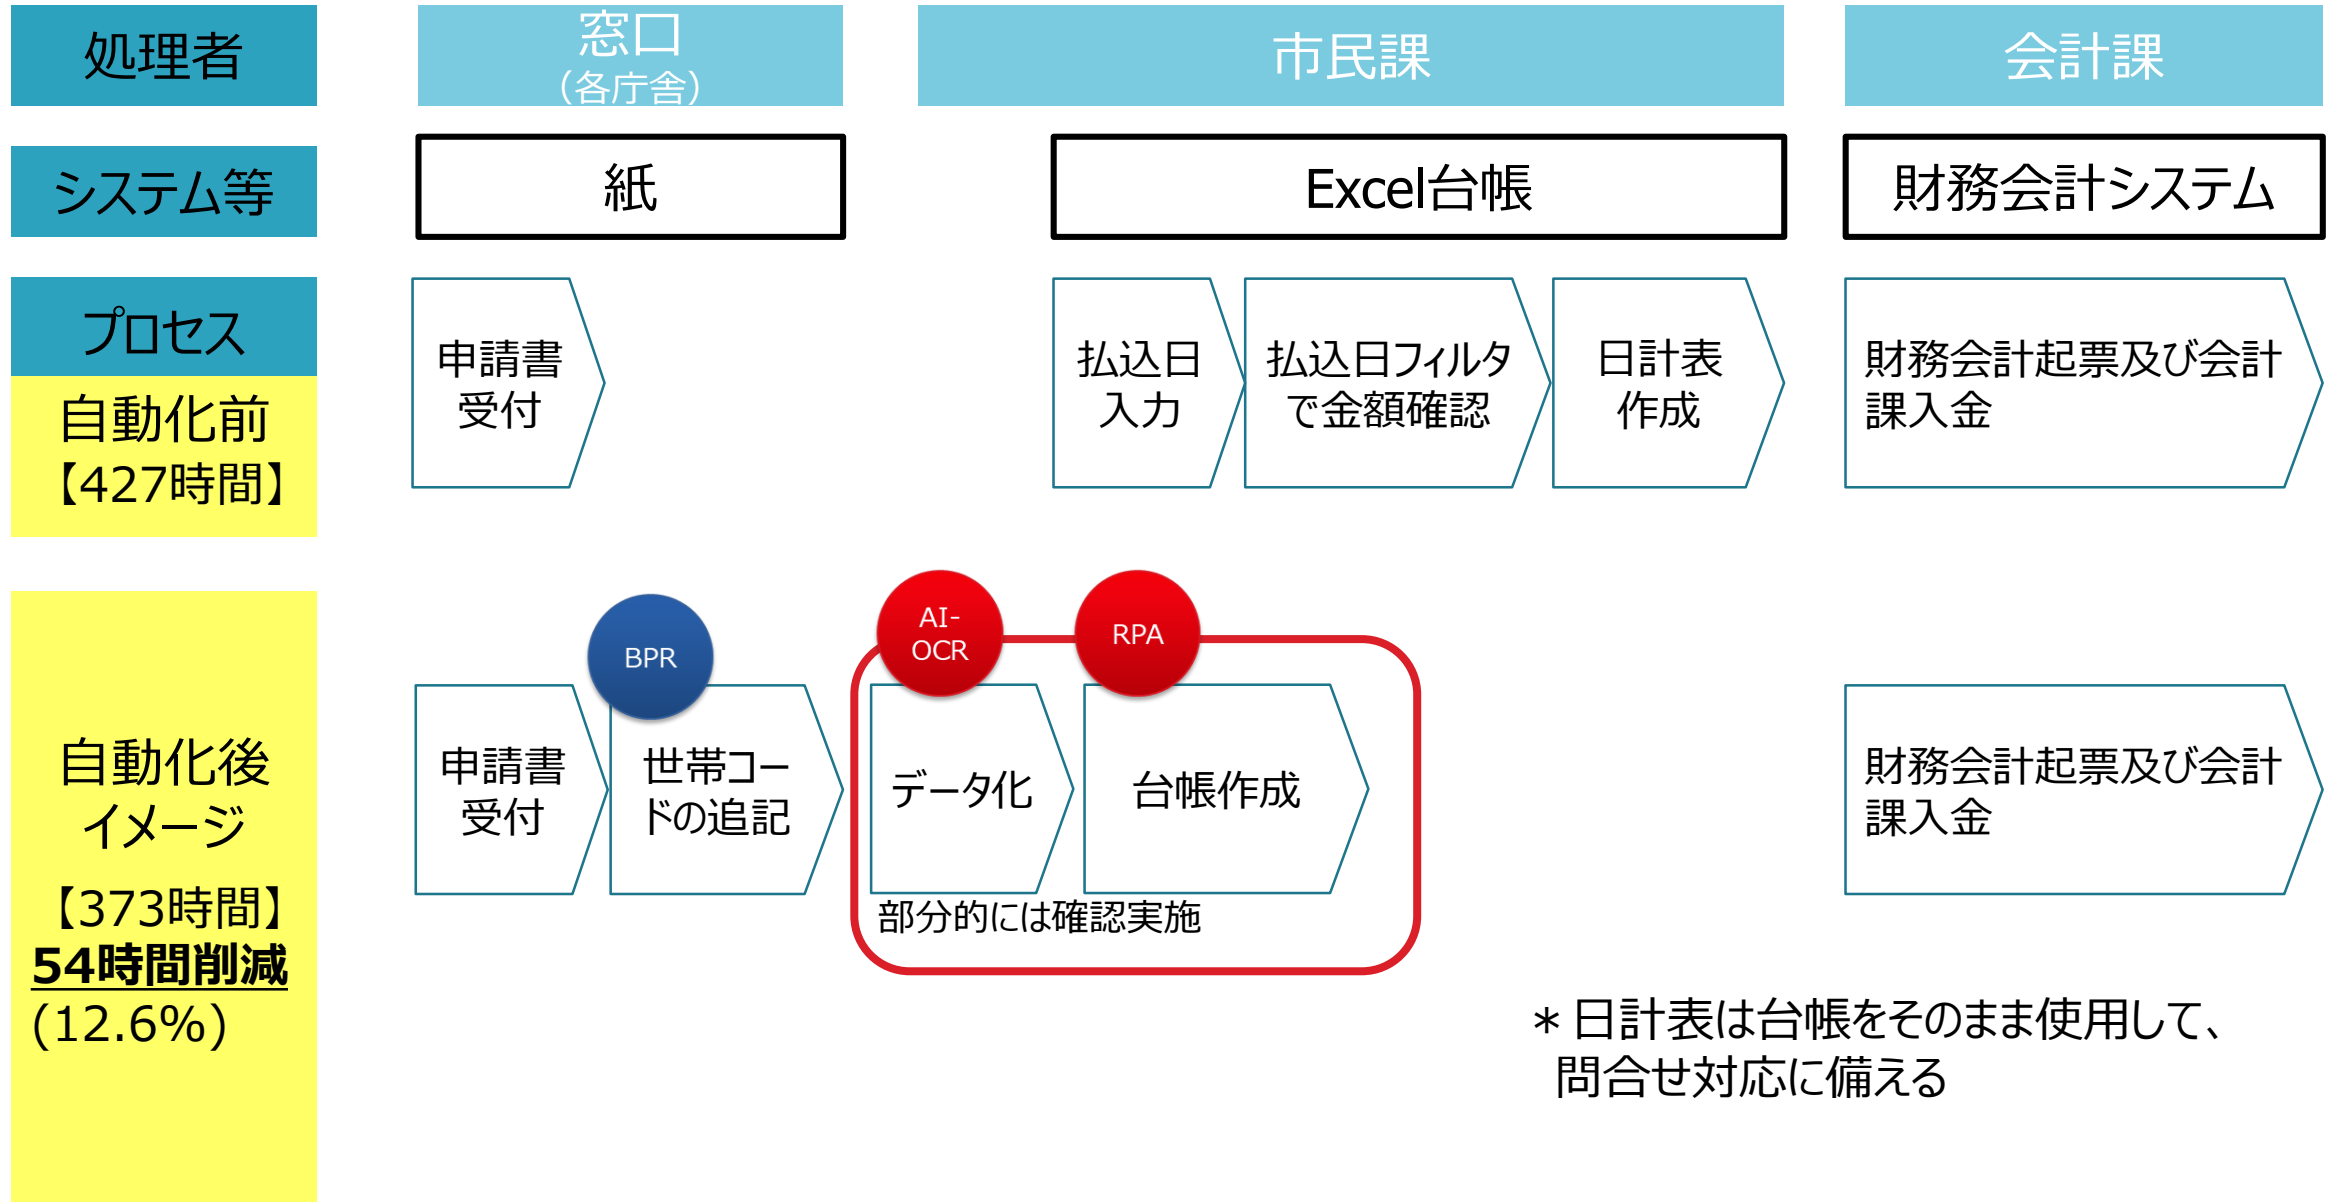 処理者
窓口
（各庁舎）
市民課
会計課
システム等
紙
Excel台帳
財務会計システム
プロセス
自動化前
【427時間】
申請書
受付
払込日
入力
払込日フィルタ
で金額確認
日計表
作成
財務会計起票及び会計
課入金
自動化後
イメージ
【373時間】
54時間削減
(12.6%)
BPR
AI-
OCR
RPA
申請書
受付
世帯コー
ドの追記
データ化
台帳作成
部分的には確認実施
財務会計起票及び会計
課入金
＊日計表は台帳をそのまま使用して、
問合せ対応に備える